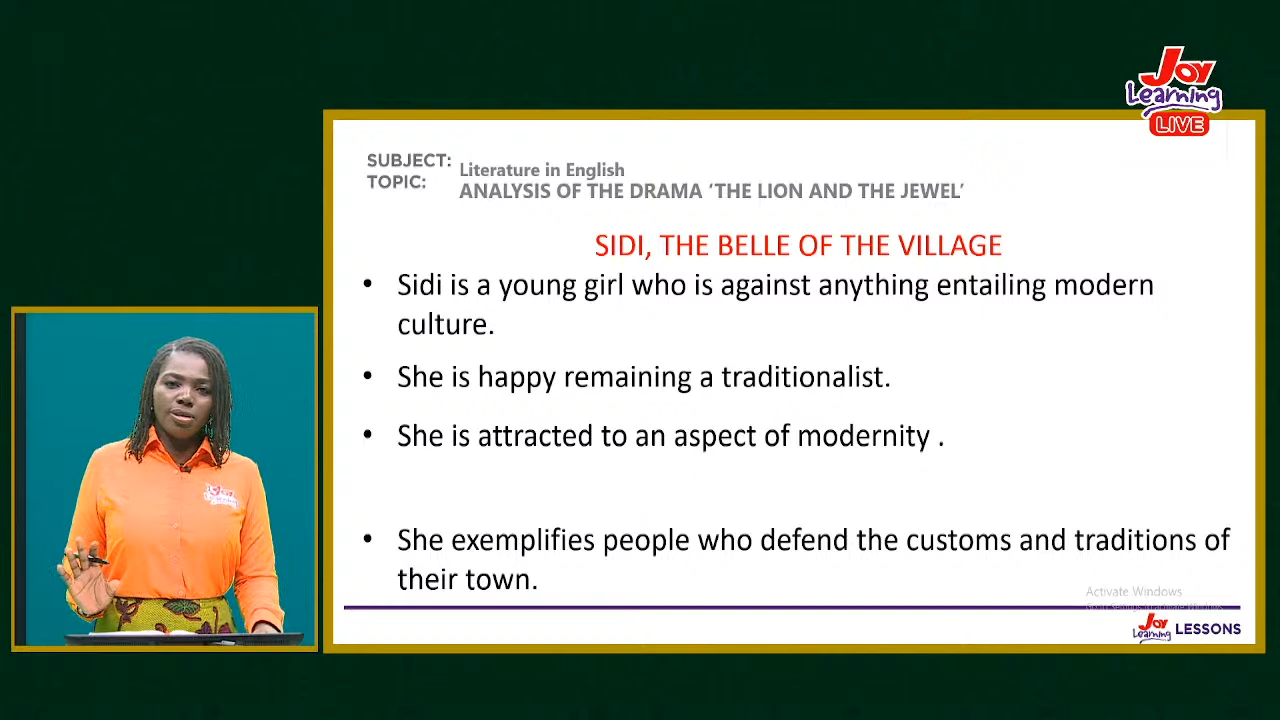 Joy
Learning
LIVE
SUBJECT: Literature in English
TOPIC: ANALYSIS OF THE DRAMA ‘THE LION AND THE JEWEL’
SIDI, THE BELLE OF THE VILLAGE
• Sidi is a young girl who is against anything entailing modern
culture.
• She is happy remaining a traditionalist.
• She is attracted to an aspect of modernity .
• She exemplifies people who defend the customs and traditions of
their town.
Activate Windows
Joy
Learning LESSONS
Joy
Learning